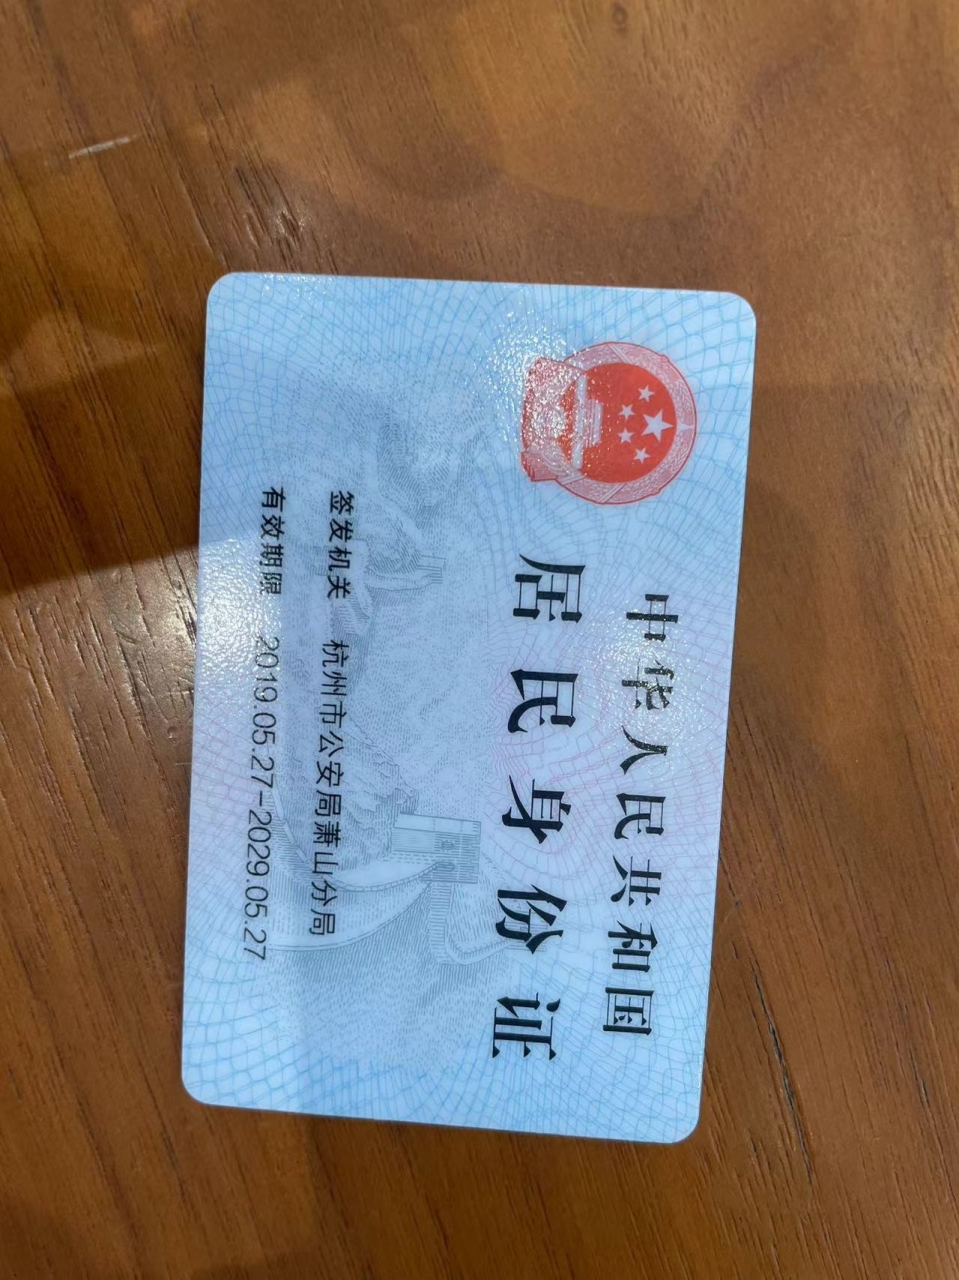 中华人民共和国
居民身份证
签发机关 杭州市公安局萧山分局
有效期限 2019.05.27-2029.05.27